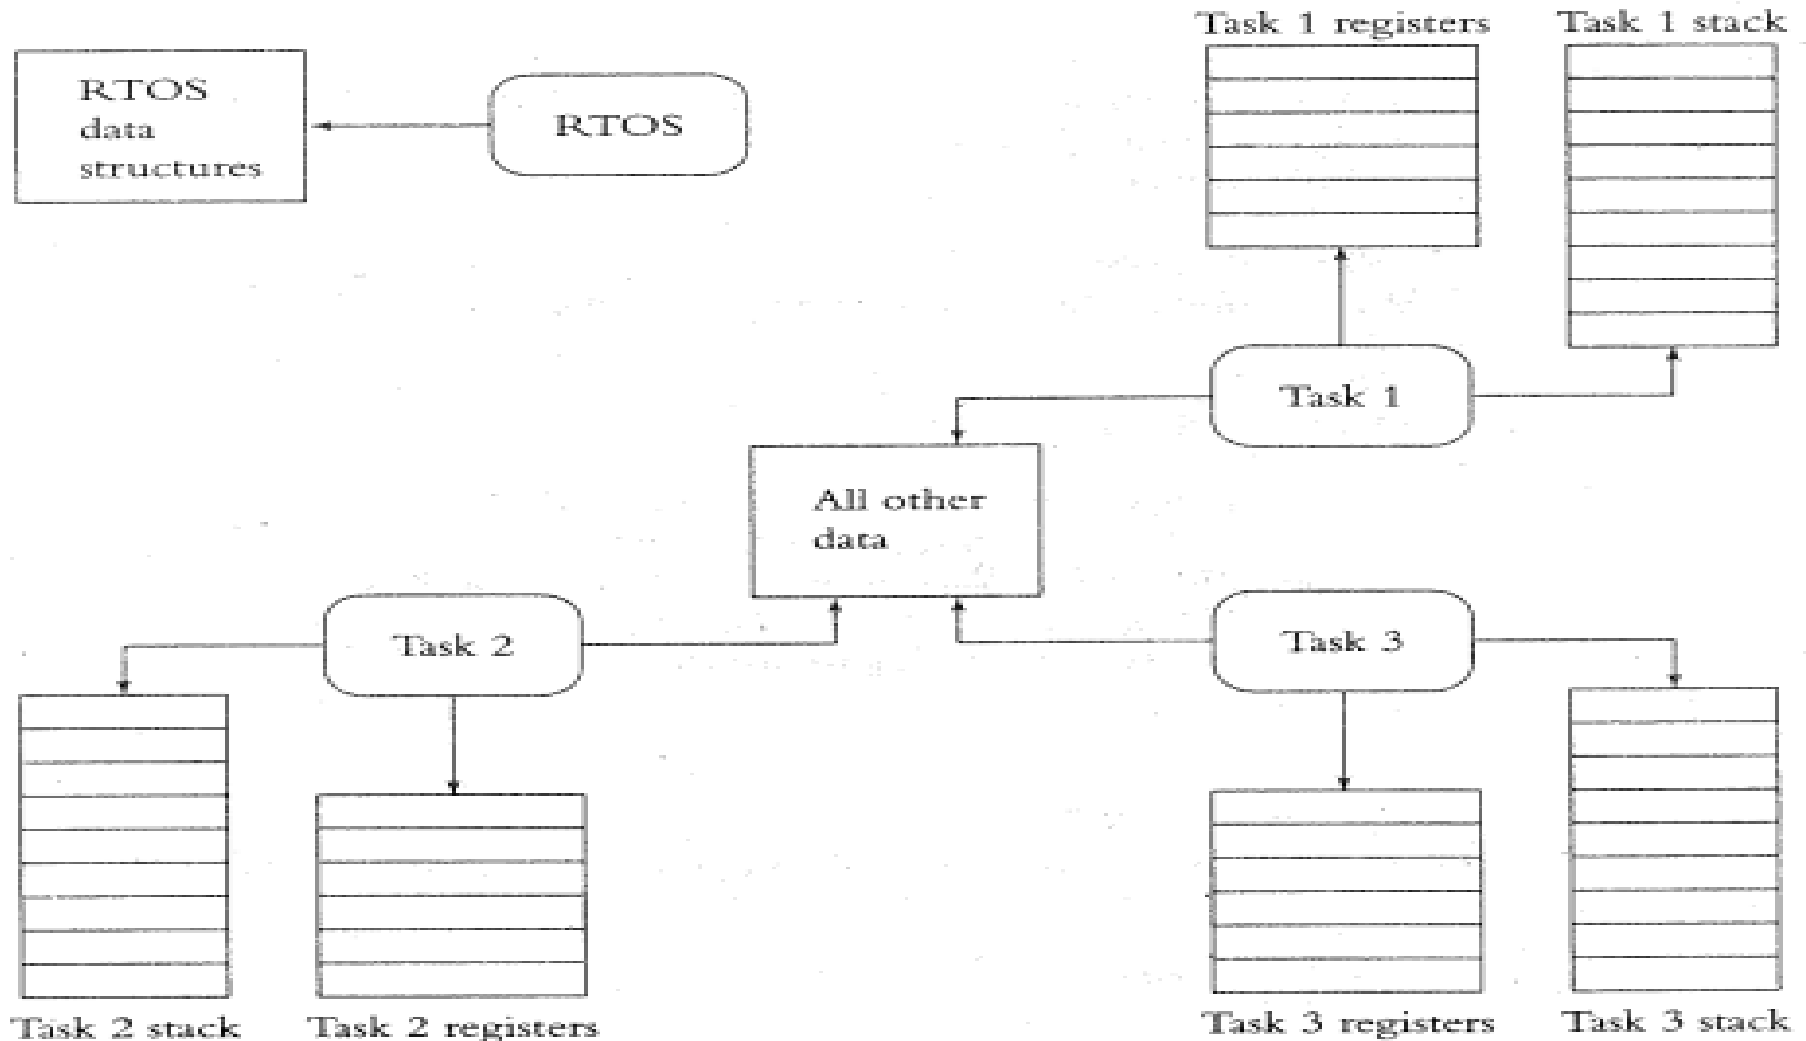 Task 1 registers
Task 1 stack
RTOS
data
structures
RTOS
Task 1
All other
data
Task 2
Task 3
Task 2 stack
Task 2 registers
Task 3 registers
Task 3 stack